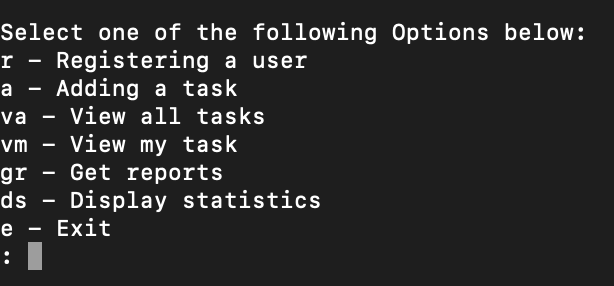 Select one of the following Options below:
r – Registering a user
a – Adding a task
va – View all tasks
vm – View my task
gr – Get reports
ds – Display statistics
e – Exit
: